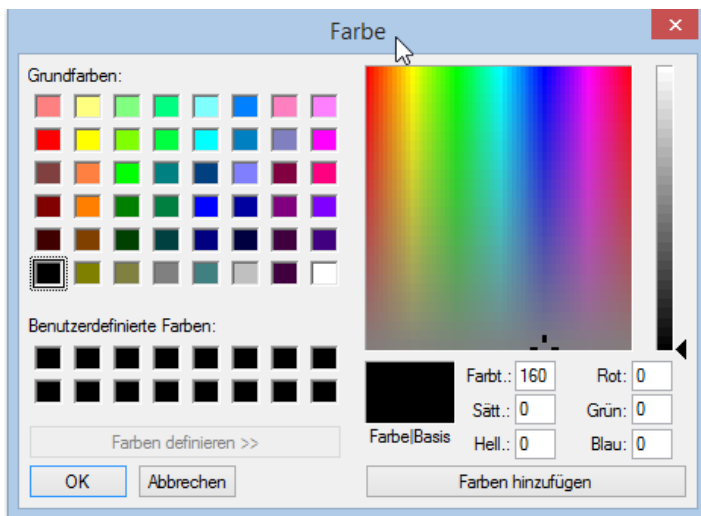 Farbe
Grundfarben:
Benutzerdefinierte Farben:
Farben definieren >>
OK
Abbrechen
Farbe|Basis
Farbt.: 160
Sätt.: 0
Hell.: 0
Rot: 0
Grün: 0
Blau: 0
Farben hinzufügen